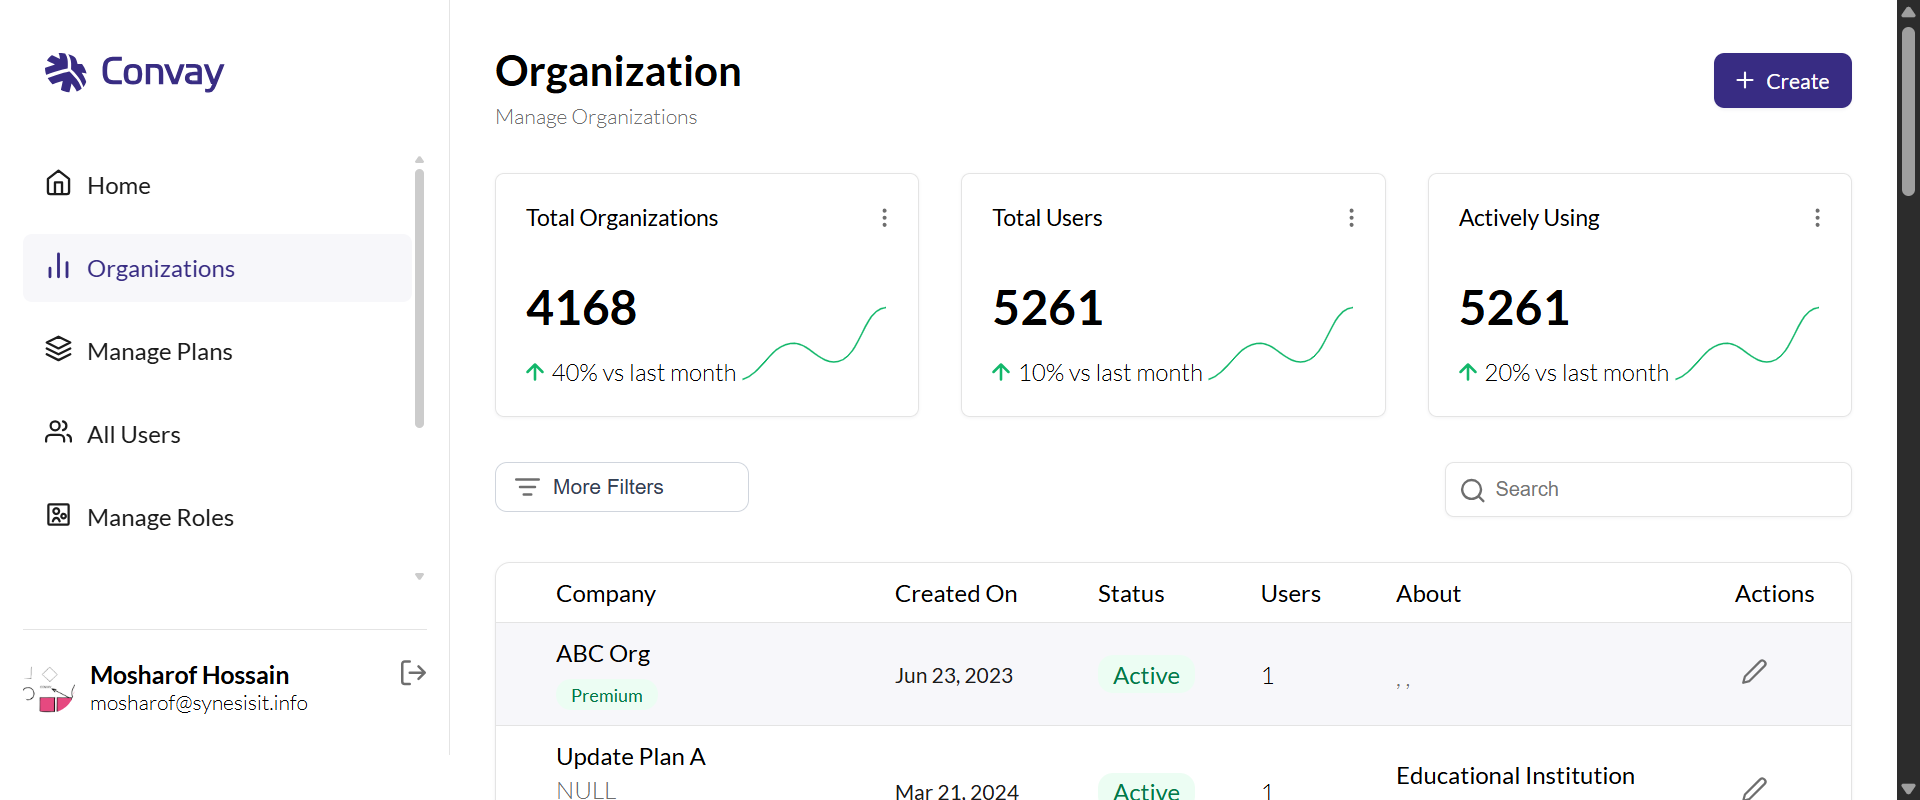 Convay
Home
Organizations
Manage Plans
All Users
Manage Roles
Mosharof Hossain
mosharof@synesisit.info
Organization
Manage Organizations
+ Create
Total Organizations
4168
40% vs last month
Total Users
5261
10% vs last month
Actively Using
5261
20% vs last month
More Filters
Search
Company Created On Status Users About Actions
ABC Org
Premium
Jun 23, 2023 Active 1 , ,
Update Plan A
NULL
Mar 21, 2024 Active 1 Educational Institution